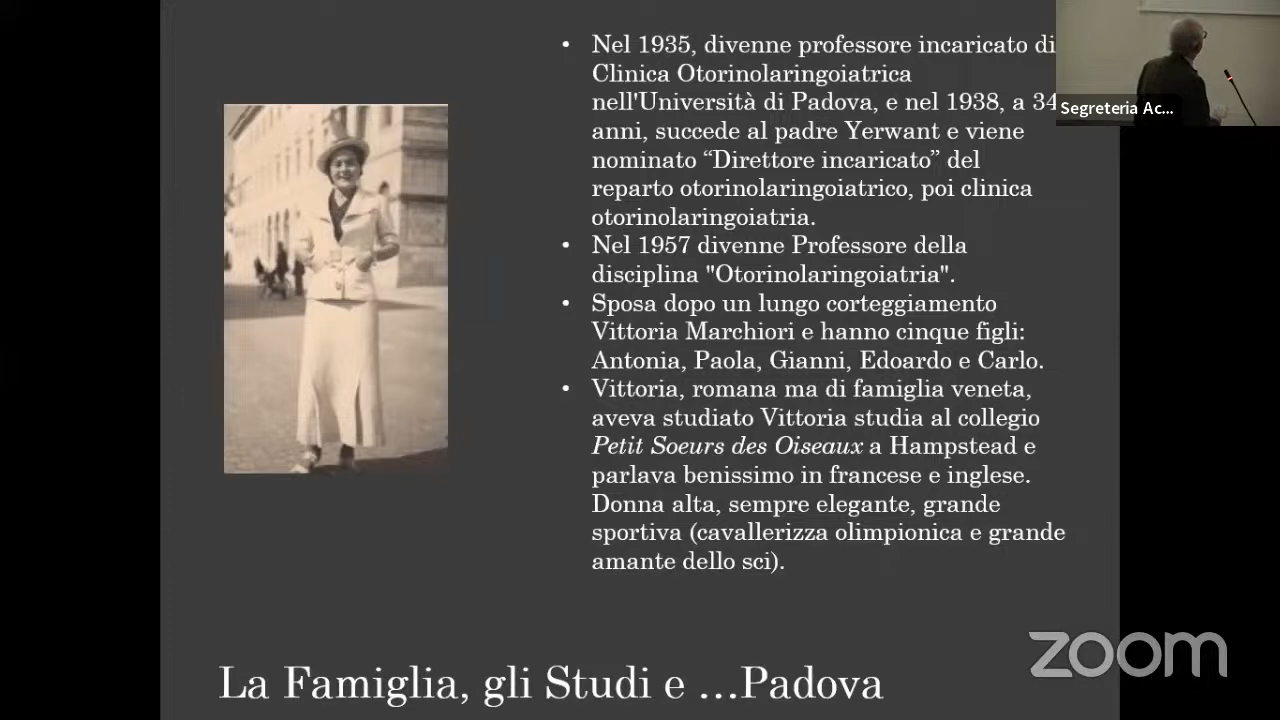 • Nel 1935, divenne professore incaricato di
Clinica Otorinolaringoiatrica
nell'Università di Padova, e nel 1938, a 34
anni, succede al padre Yerwant e viene
nominato “Direttore incaricato” del
reparto otorinolaringoiatrico, poi clinica
otorinolaringoiatria.
• Nel 1957 divenne Professore della
disciplina "Otorinolaringoiatria".
• Sposa dopo un lungo corteggiamento
Vittoria Marchiori e hanno cinque figli:
Antonia, Paola, Gianni, Edoardo e Carlo.
• Vittoria, romana ma di famiglia veneta,
aveva studiato Vittoria studia al collegio
Petit Soeurs des Oiseaux a Hampstead e
parlava benissimo in francese e inglese.
Donna alta, sempre elegante, grande
sportiva (cavallerizza olimpionica e grande
amante dello sci).
La Famiglia, gli Studi e ...Padova
Segreteria Ac...
zoom